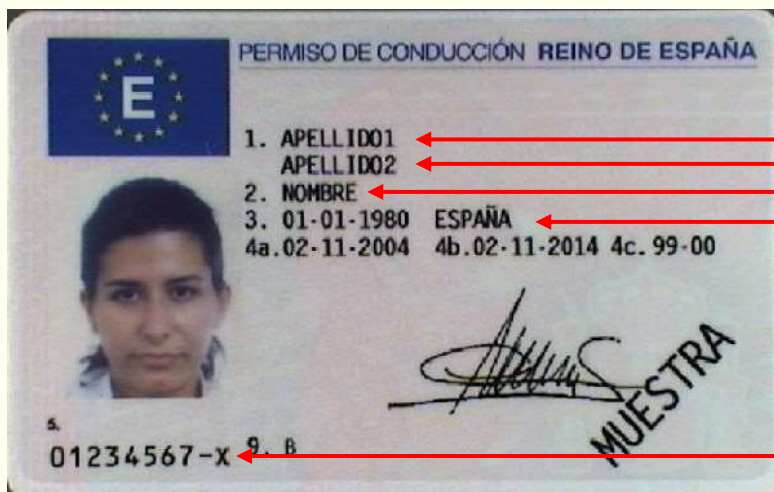 E
PERMISO DE CONDUCCIÓN REINO DE ESPAÑA
1. APELLIDO1
APELLIDO2
2. NOMBRE
3. 01-01-1980 ESPAÑA
4a.02-11-2004 4b.02-11-2014 4c.99-00
MUESTRA
5.
01234567-X 9. B